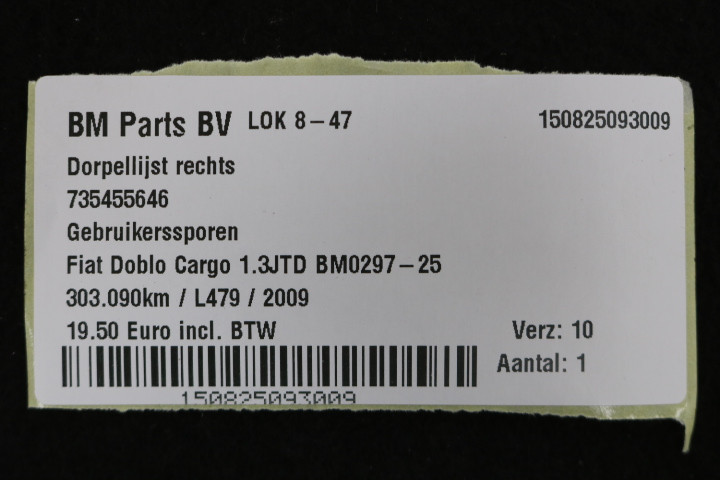 BM Parts BV LOK 8-47 150825093009
Dorpellijst rechts
735455646
Gebruikerssporen
Fiat Doblo Cargo 1.3JTD BM0297-25
303.090km / L479 / 2009
19.50 Euro incl. BTW Verz: 10
Aantal: 1
150825093009